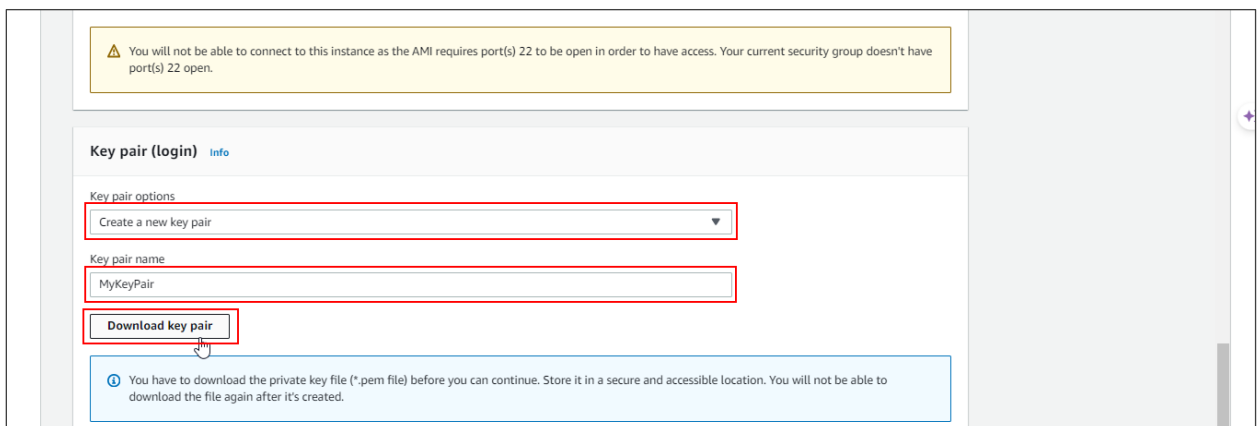 You will not be able to connect to this instance as the AMI requires port(s) 22 to be open in order to have access. Your current security group doesn't have
port(s) 22 open.
Key pair (login) Info
Key pair options
Create a new key pair
Key pair name
MyKeyPair
Download key pair
You have to download the private key file (*.pem file) before you can continue. Store it in a secure and accessible location. You will not be able to
download the file again after it's created.